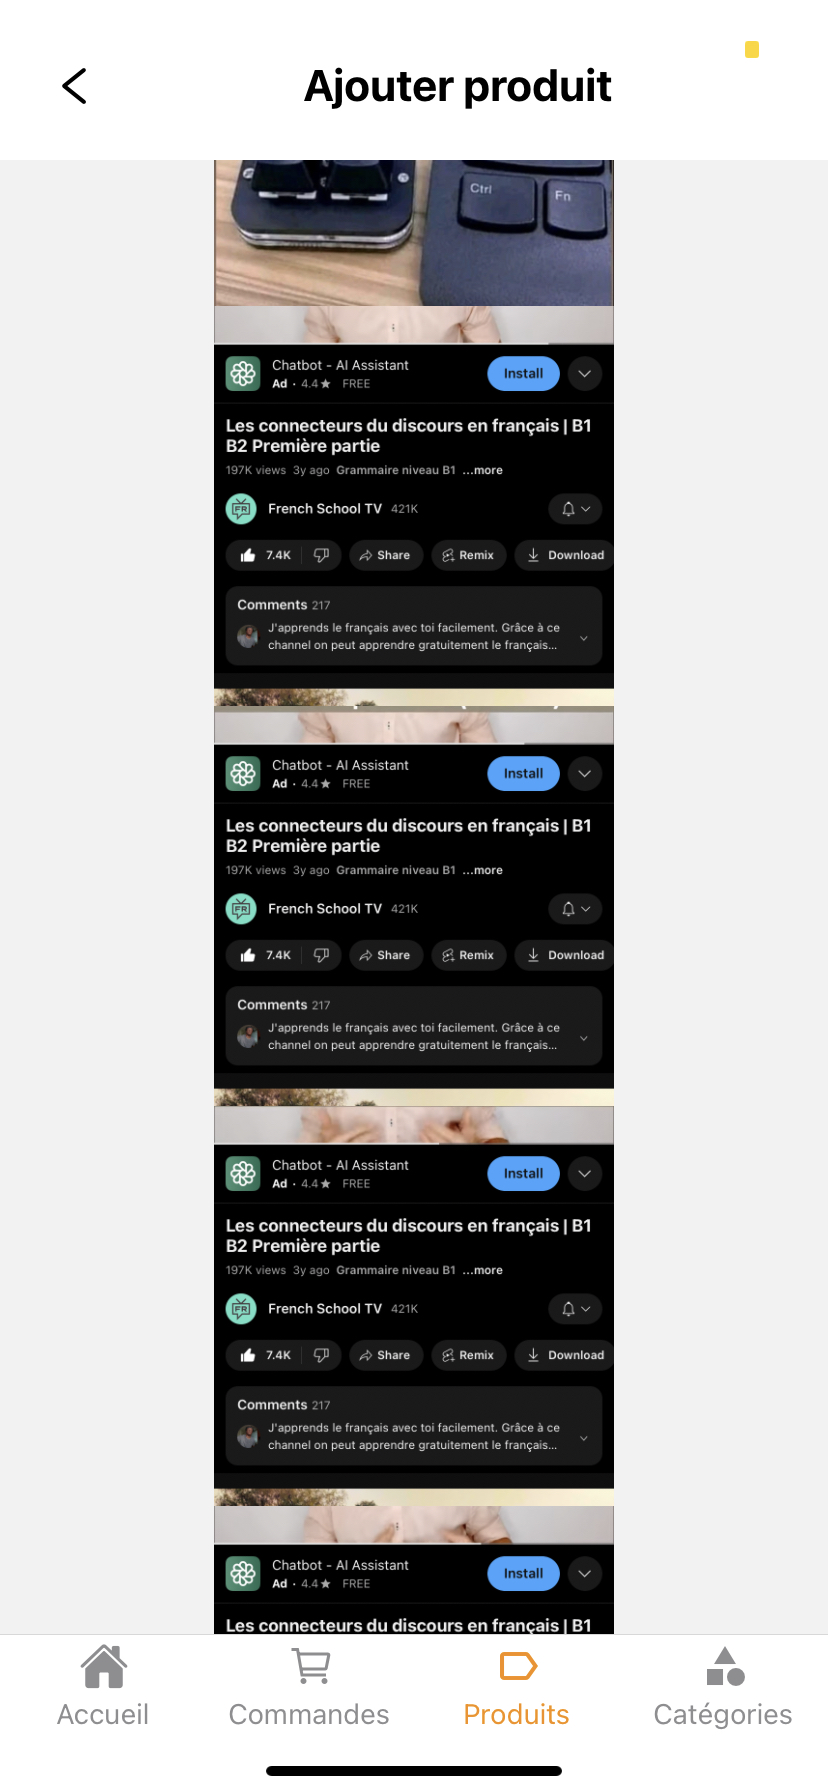 Ajouter produit
Ctrl
Fn
Chatbot - AI Assistant
Install
Ad · 4.4★ FREE
Les connecteurs du discours en français | B1
B2 Première partie
197K views 3y ago Grammaire niveau B1 ...more
FR
French School TV 421K
7.4K
Share
Remix
Download
Comments 217
J'apprends le français avec toi facilement. Grâce à ce
channel on peut apprendre gratuitement le français...
Chatbot - AI Assistant
Install
Ad · 4.4★ FREE
Les connecteurs du discours en français | B1
B2 Première partie
197K views 3y ago Grammaire niveau B1 ...more
FR
French School TV 421K
7.4K
Share
Remix
Download
Comments 217
J'apprends le français avec toi facilement. Grâce à ce
channel on peut apprendre gratuitement le français...
Chatbot - AI Assistant
Install
Ad · 4.4★ FREE
Les connecteurs du discours en français | B1
B2 Première partie
197K views 3y ago Grammaire niveau B1 ...more
FR
French School TV 421K
7.4K
Share
Remix
Download
Comments 217
J'apprends le français avec toi facilement. Grâce à ce
channel on peut apprendre gratuitement le français...
Chatbot - AI Assistant
Install
Ad · 4.4★ FREE
Les connecteurs du discours en français | B1
Accueil
Commandes
Produits
Catégories